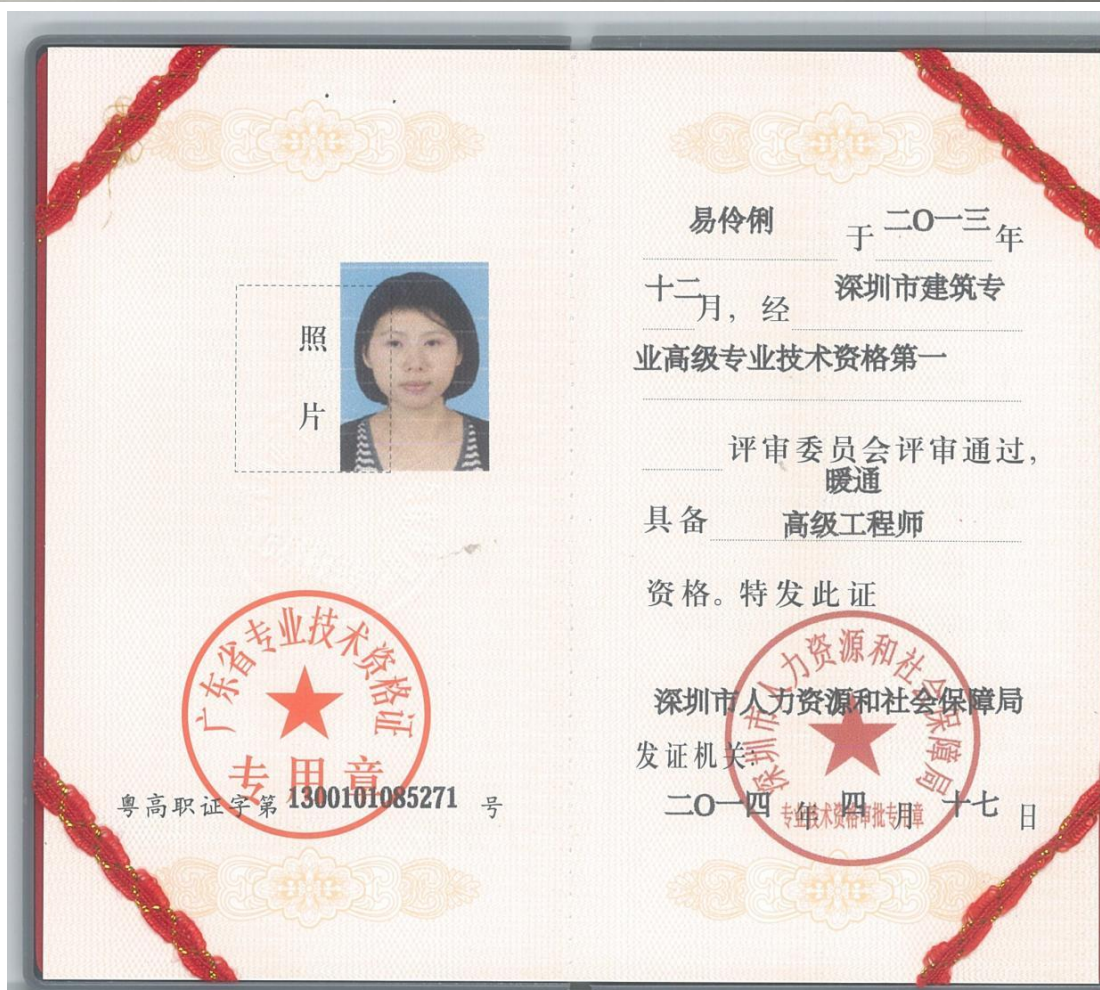 照
片
广东省专业技术资格证
专用章
粤高职证字第 1300101085271 号
易伶俐 于 二O一三 年
十二 月，经 深圳市建筑专
业高级专业技术资格第一
评审委员会评审通过，
暖通
具备 高级工程师
资格。特发此证
深圳市人力资源和社会保障局
深圳市人力资源和社会保障局
发证机关：
二O一四 年 四 月 十七 日
专业技术资格审批专用章